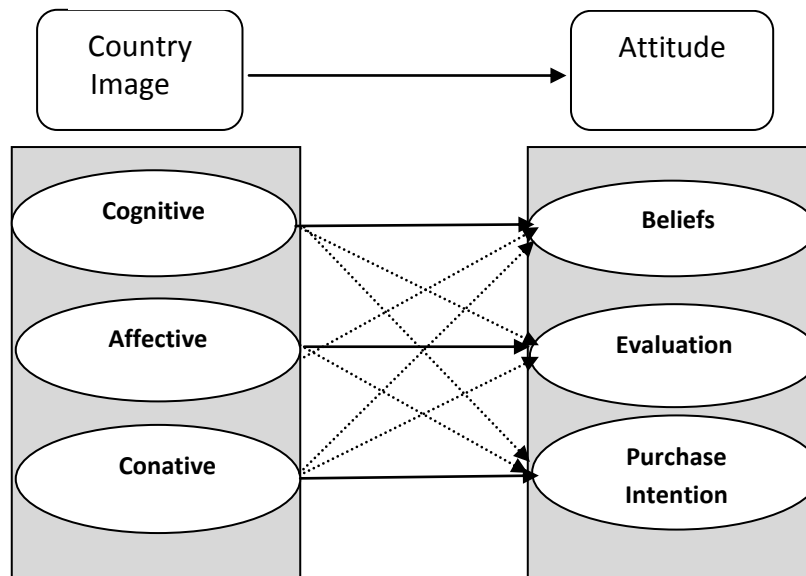 Country
Image
Attitude
Cognitive
Beliefs
Affective
Evaluation
Conative
Purchase
Intention